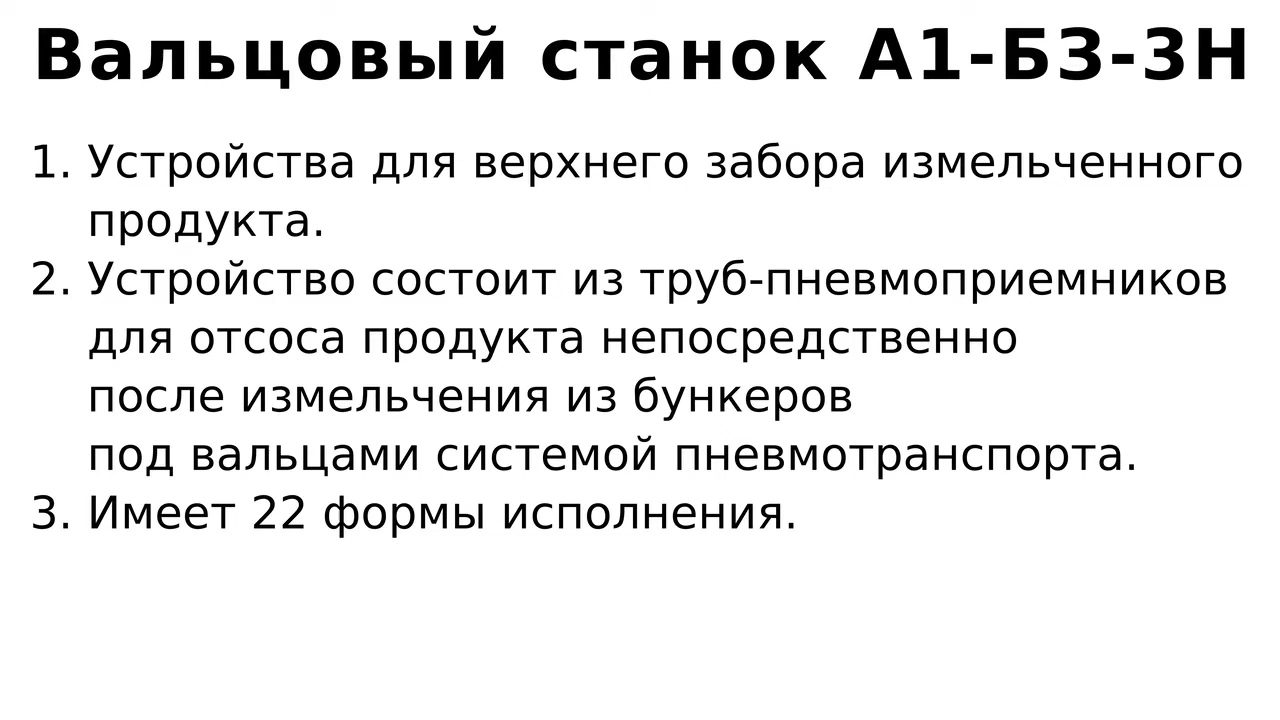 Вальцовый станок А1-БЗ-3Н
1. Устройства для верхнего забора измельченного
продукта.
2. Устройство состоит из труб-пневмоприемников
для отсоса продукта непосредственно
после измельчения из бункеров
под вальцами системой пневмотранспорта.
3. Имеет 22 формы исполнения.